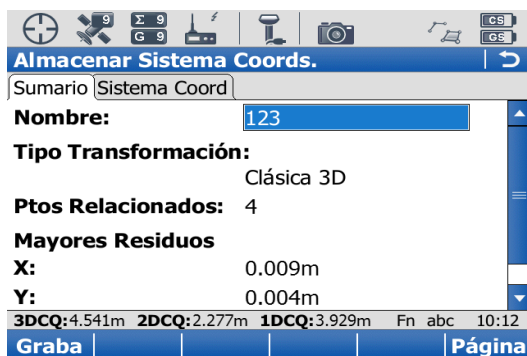 9 Σ 9 CS
G 9 GS
Almacenar Sistema Coords.
Sumario Sistema Coord
Nombre: 123
Tipo Transformación:
Clásica 3D
Ptos Relacionados: 4
Mayores Residuos
X: 0.009m
Y: 0.004m
3DCQ:4.541m 2DCQ:2.277m 1DCQ:3.929m Fn abc 10:12
Graba Página